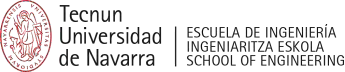 Tecnun
Universidad
de Navarra
ESCUELA DE INGENIERÍA
INGENIARITZA ESKOLA
SCHOOL OF ENGINEERING